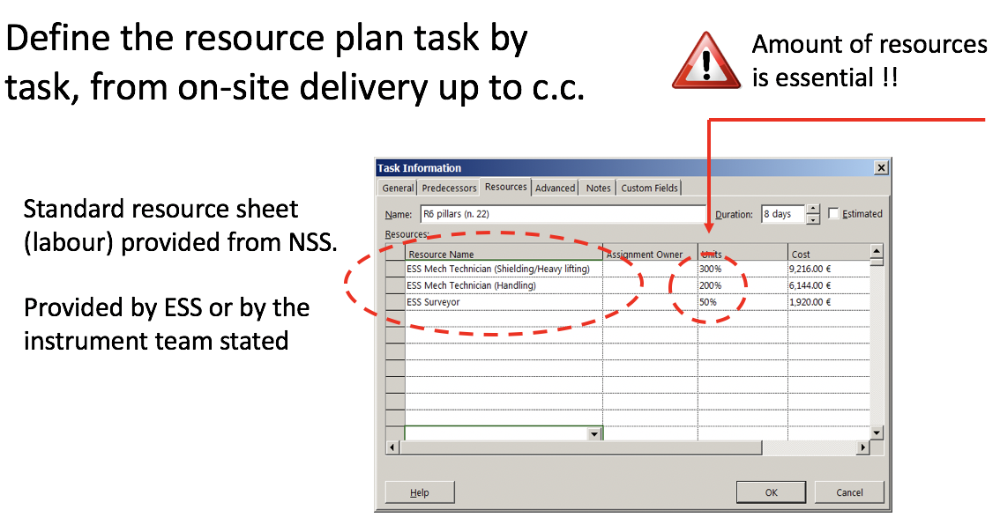 Define the resource plan task by
task, from on-site delivery up to c.c.
Amount of resources
is essential !!
Standard resource sheet
(labour) provided from NSS.
Provided by ESS or by the
instrument team stated
Task Information
General Predecessors Resources Advanced Notes Custom Fields
Name: R6 pillars (n. 22) Duration: 8 days Estimated
Resources:
Resource Name Assignment Owner Units Cost
ESS Mech Technician (Shielding/Heavy lifting) 300% 9,216.00 €
ESS Mech Technician (Handling) 200% 6,144.00 €
ESS Surveyor 50% 1,920.00 €
Help OK Cancel